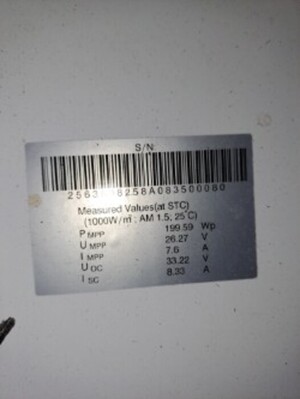 S/N
Measured Values(at STC)
(1000W/m²; AM 1.5; 25°C)
P MPP 199.59 Wp
U MPP 26.27 V
I MPP 7.6 A
U OC 33.22 V
I SC 8.33 A